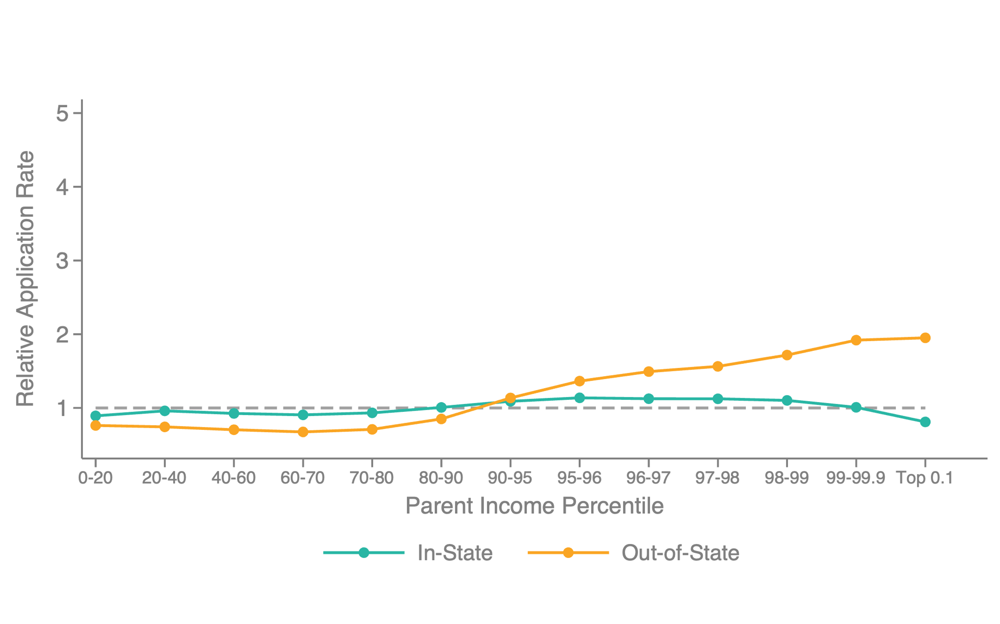 Relative Application Rate
5
4
3
2
1
0-20 20-40 40-60 60-70 70-80 80-90 90-95 95-96 96-97 97-98 98-99 99-99.9 Top 0.1
Parent Income Percentile
In-State Out-of-State